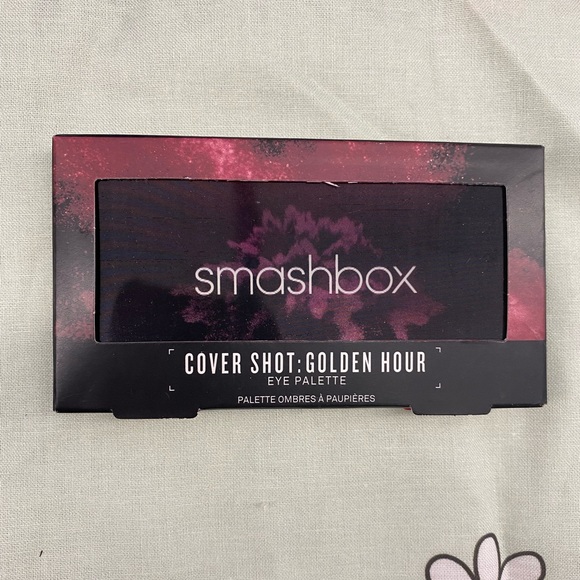 smashbox
COVER SHOT: GOLDEN HOUR
EYE PALETTE
PALETTE OMBRES À PAUPIÈRES